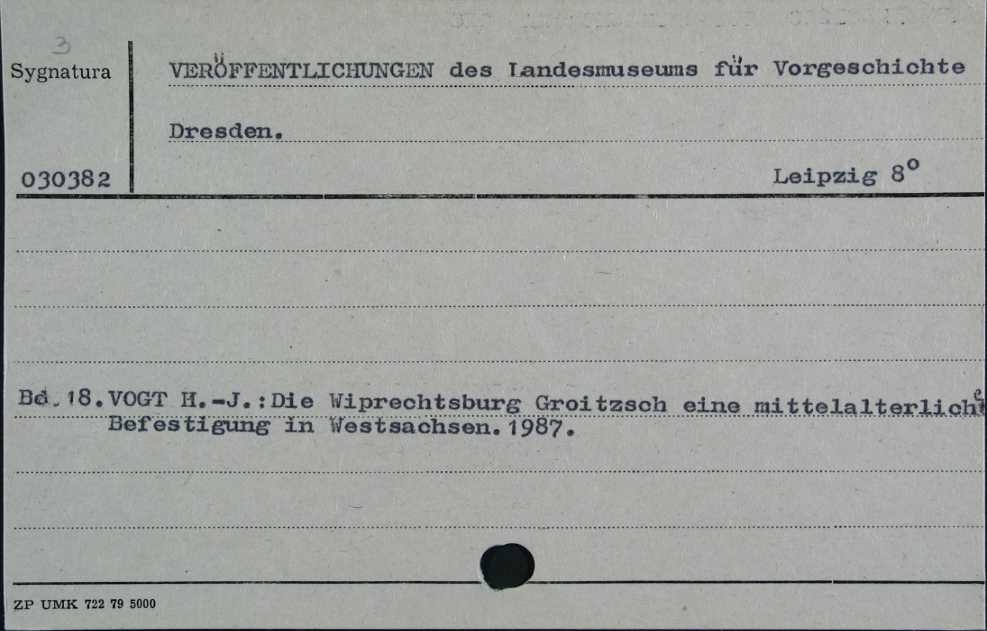 3
Sygnatura
VERÖFFENTLICHUNGEN des Landesmuseums für Vorgeschichte
Dresden.
030382
Leipzig 8°
Bd.18.VOGT H.-J.:Die Wiprechtsburg Groitzsch eine mittelalterliche
Befestigung in Westsachsen.1987.
ZP UMK 722 79 5000